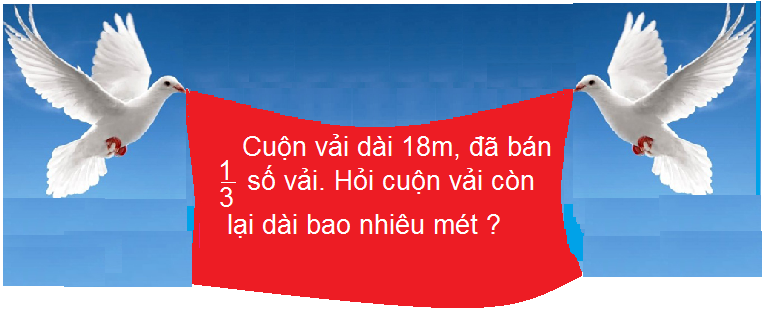 Cuộn vải dài 18m, đã bán
1/3 số vải. Hỏi cuộn vải còn
lại dài bao nhiêu mét ?